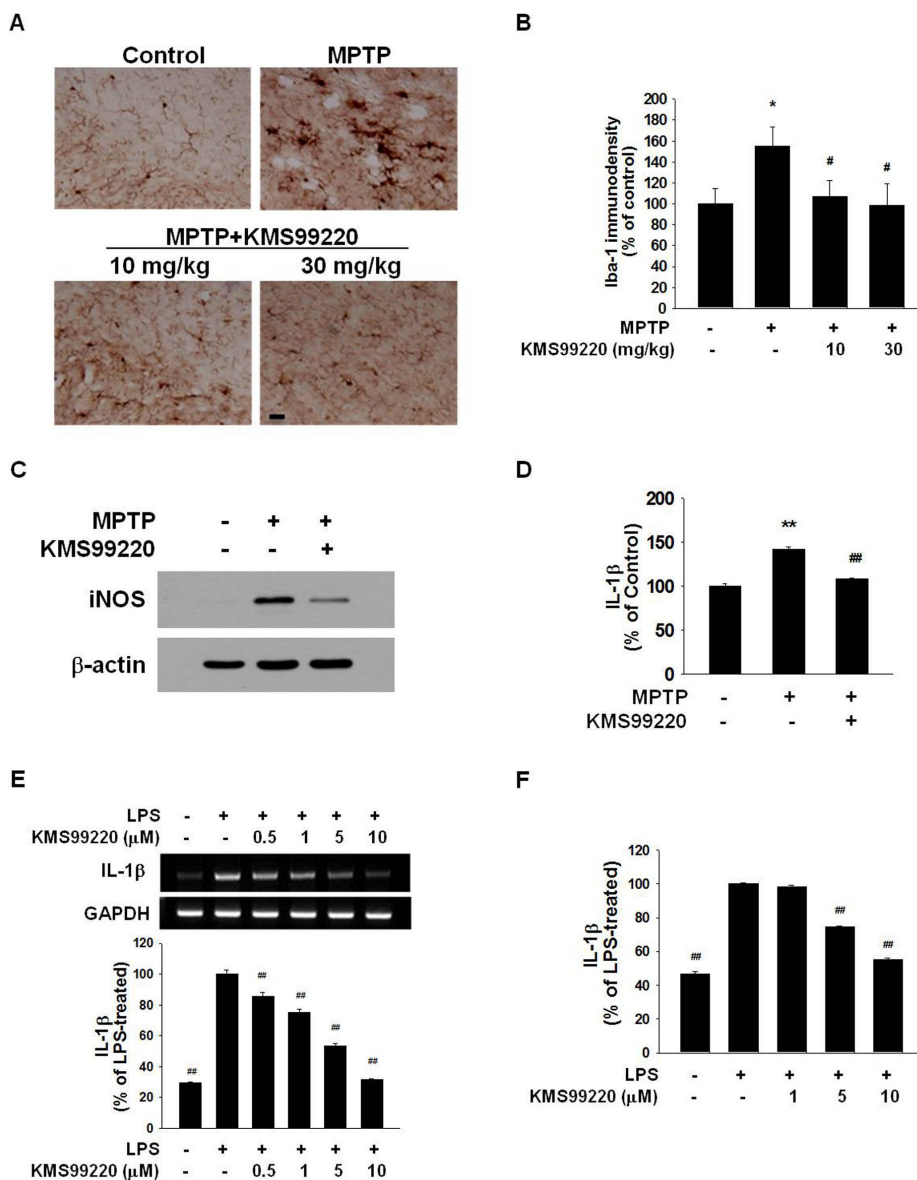 A
Control MPTP
MPTP+KMS99220
10 mg/kg 30 mg/kg
B
Iba-1 immunodensity
(% of control)
200
180
160
140
120
100
80
60
40
20
0
*
#
#
MPTP - + + +
KMS99220 (mg/kg) - - 10 30
C
MPTP - + +
KMS99220 - - +
iNOS
β-actin
D
IL-1β
(% of Control)
200
150
100
50
0
**
##
MPTP - + +
KMS99220 - - +
E
LPS - + + + + +
KMS99220 (μM) - - 0.5 1 5 10
IL-1β
GAPDH
IL-1β
(% of LPS-treated)
120
100
80
60
40
20
0
##
##
##
##
##
LPS - + + + + +
KMS99220 (μM) - - 0.5 1 5 10
F
IL-1β
(% of LPS-treated)
120
100
80
60
40
20
0
##
##
##
LPS - + + + +
KMS99220 (μM) - - 1 5 10